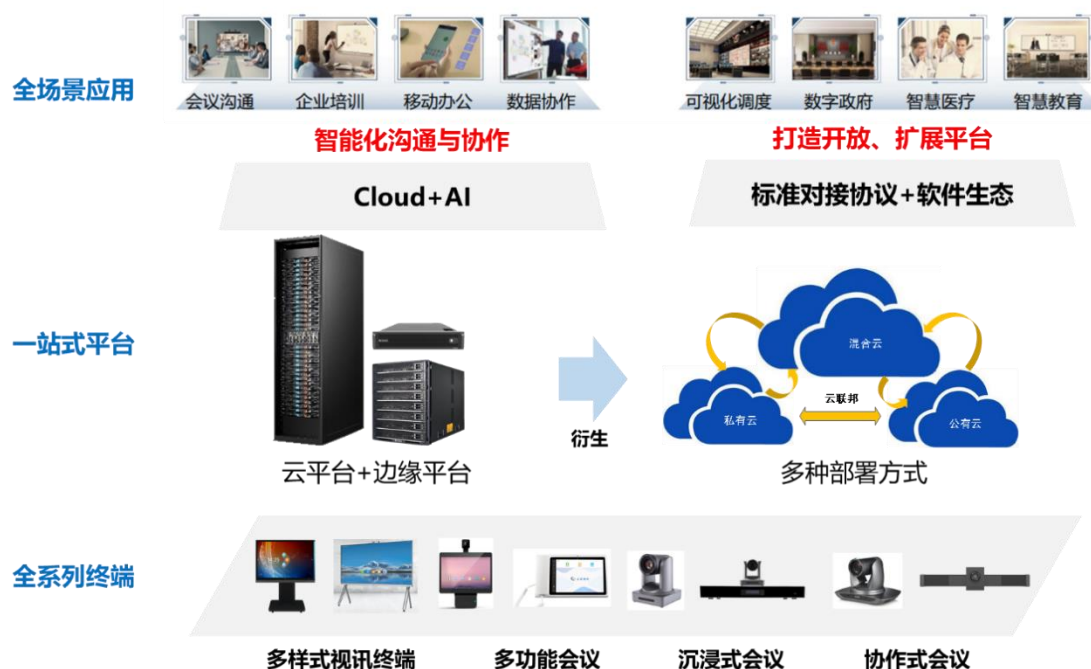 全场景应用
会议沟通
企业培训
移动办公
数据协作
可视化调度
数字政府
智慧医疗
智慧教育
智能化沟通与协作
打造开放、扩展平台
Cloud+AI
标准对接协议+软件生态
一站式平台
混合云
云联邦
私有云
公有云
衍生
云平台+边缘平台
多种部署方式
全系列终端
多样式视讯终端
多功能会议
沉浸式会议
协作式会议